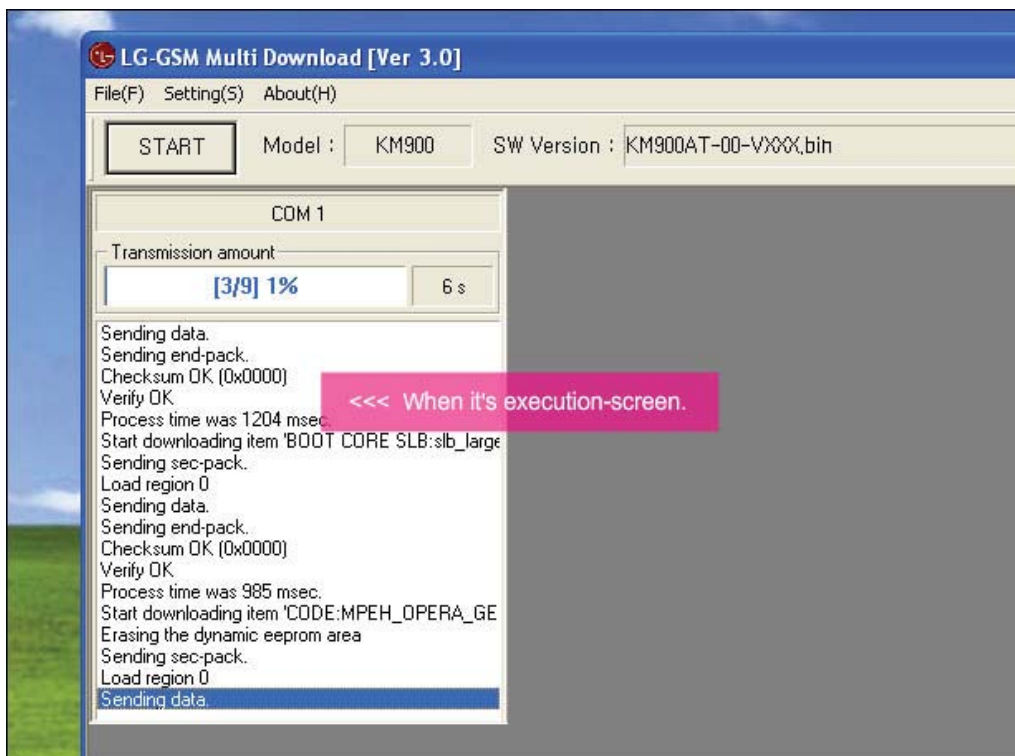 LG-GSM Multi Download [Ver 3.0]
File(F) Setting(S) About(H)
START Model : KM900 SW Version : KM900AT-00-VXXX.bin
COM 1
Transmission amount
[3/9] 1% 6 s
Sending data.
Sending end-pack.
Checksum OK (0x0000)
Verify OK
<<< When it's execution-screen.
Process time was 1204 msec.
Start downloading item 'BOOT CORE SLB:slb_large
Sending sec-pack.
Load region 0
Sending data.
Sending end-pack.
Checksum OK (0x0000)
Verify OK
Process time was 985 msec.
Start downloading item 'CODE:MPEH_OPERA_GE
Erasing the dynamic eeprom area
Sending sec-pack.
Load region 0
Sending data.